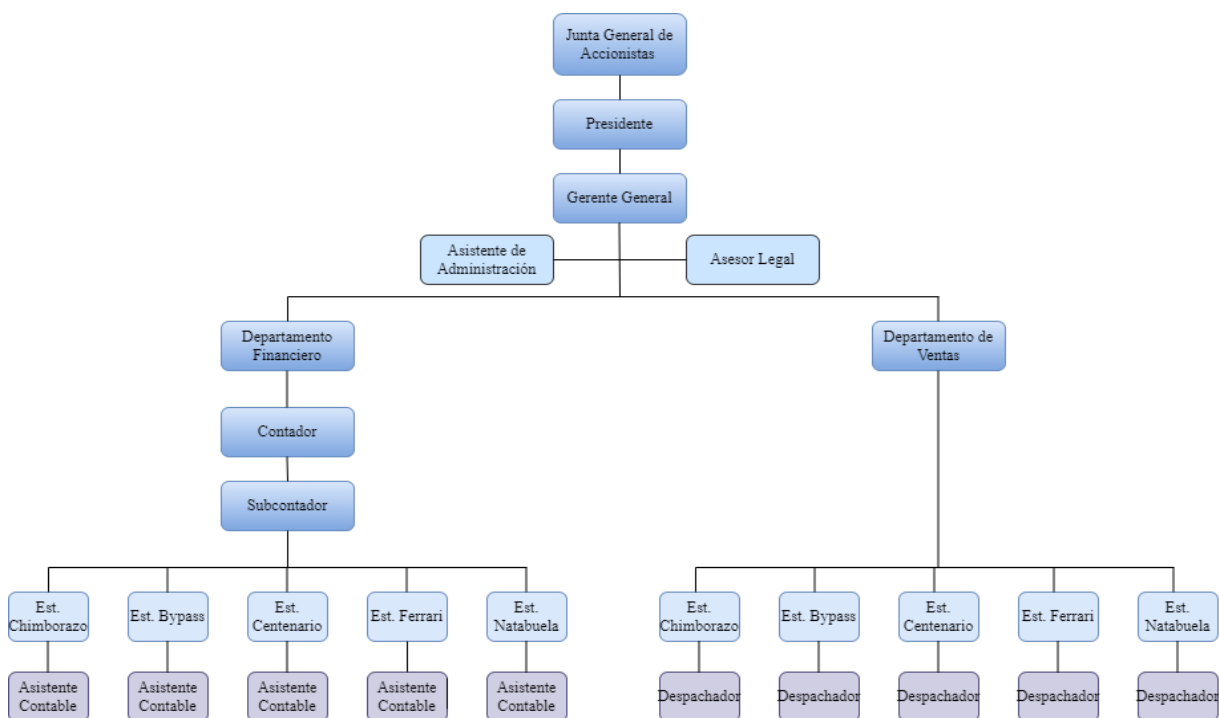 Junta General de
Accionistas
Presidente
Gerente General
Asistente de
Administración
Asesor Legal
Departamento
Financiero
Departamento de
Ventas
Contador
Subcontador
Est.
Chimborazo
Est. Bypass
Est.
Centenario
Est. Ferrari
Est.
Natabuela
Est.
Chimborazo
Est. Bypass
Est.
Centenario
Est. Ferrari
Est.
Natabuela
Asistente
Contable
Asistente
Contable
Asistente
Contable
Asistente
Contable
Asistente
Contable
Despachador
Despachador
Despachador
Despachador
Despachador